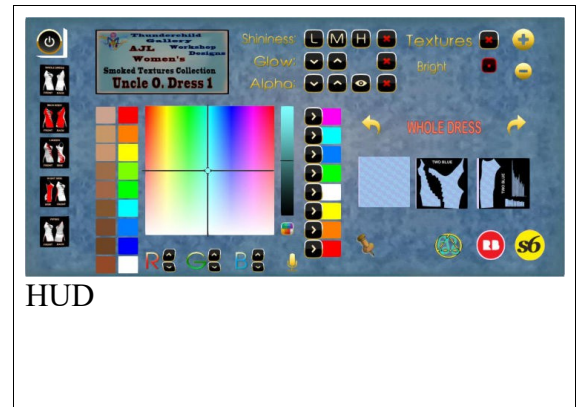 Thunderchild
Gallery
AJL Workshop
Designs
Women's
Smoked Textures Collection
Uncle O. Dress 1
Shininess: L M H
Glow:
Alpha:
Textures
Bright
WHOLE DRESS
TWO BLUE
TWO BLUE
R G B
RB
s6
HUD